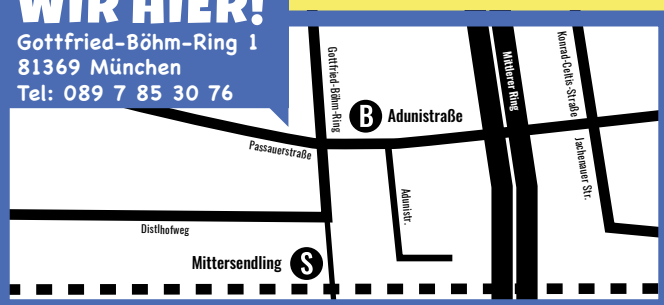 WIR HIER!
Gottfried-Böhm-Ring 1
81369 München
Tel: 089 7 85 30 76
Gottfried-Böhm-Ring
B Adunistraße
Mittlerer Ring
Konrad-Celtis-Straße
Passauerstraße
Jachenauer Str.
Adunistr.
Distlhofweg
Mittersendling S